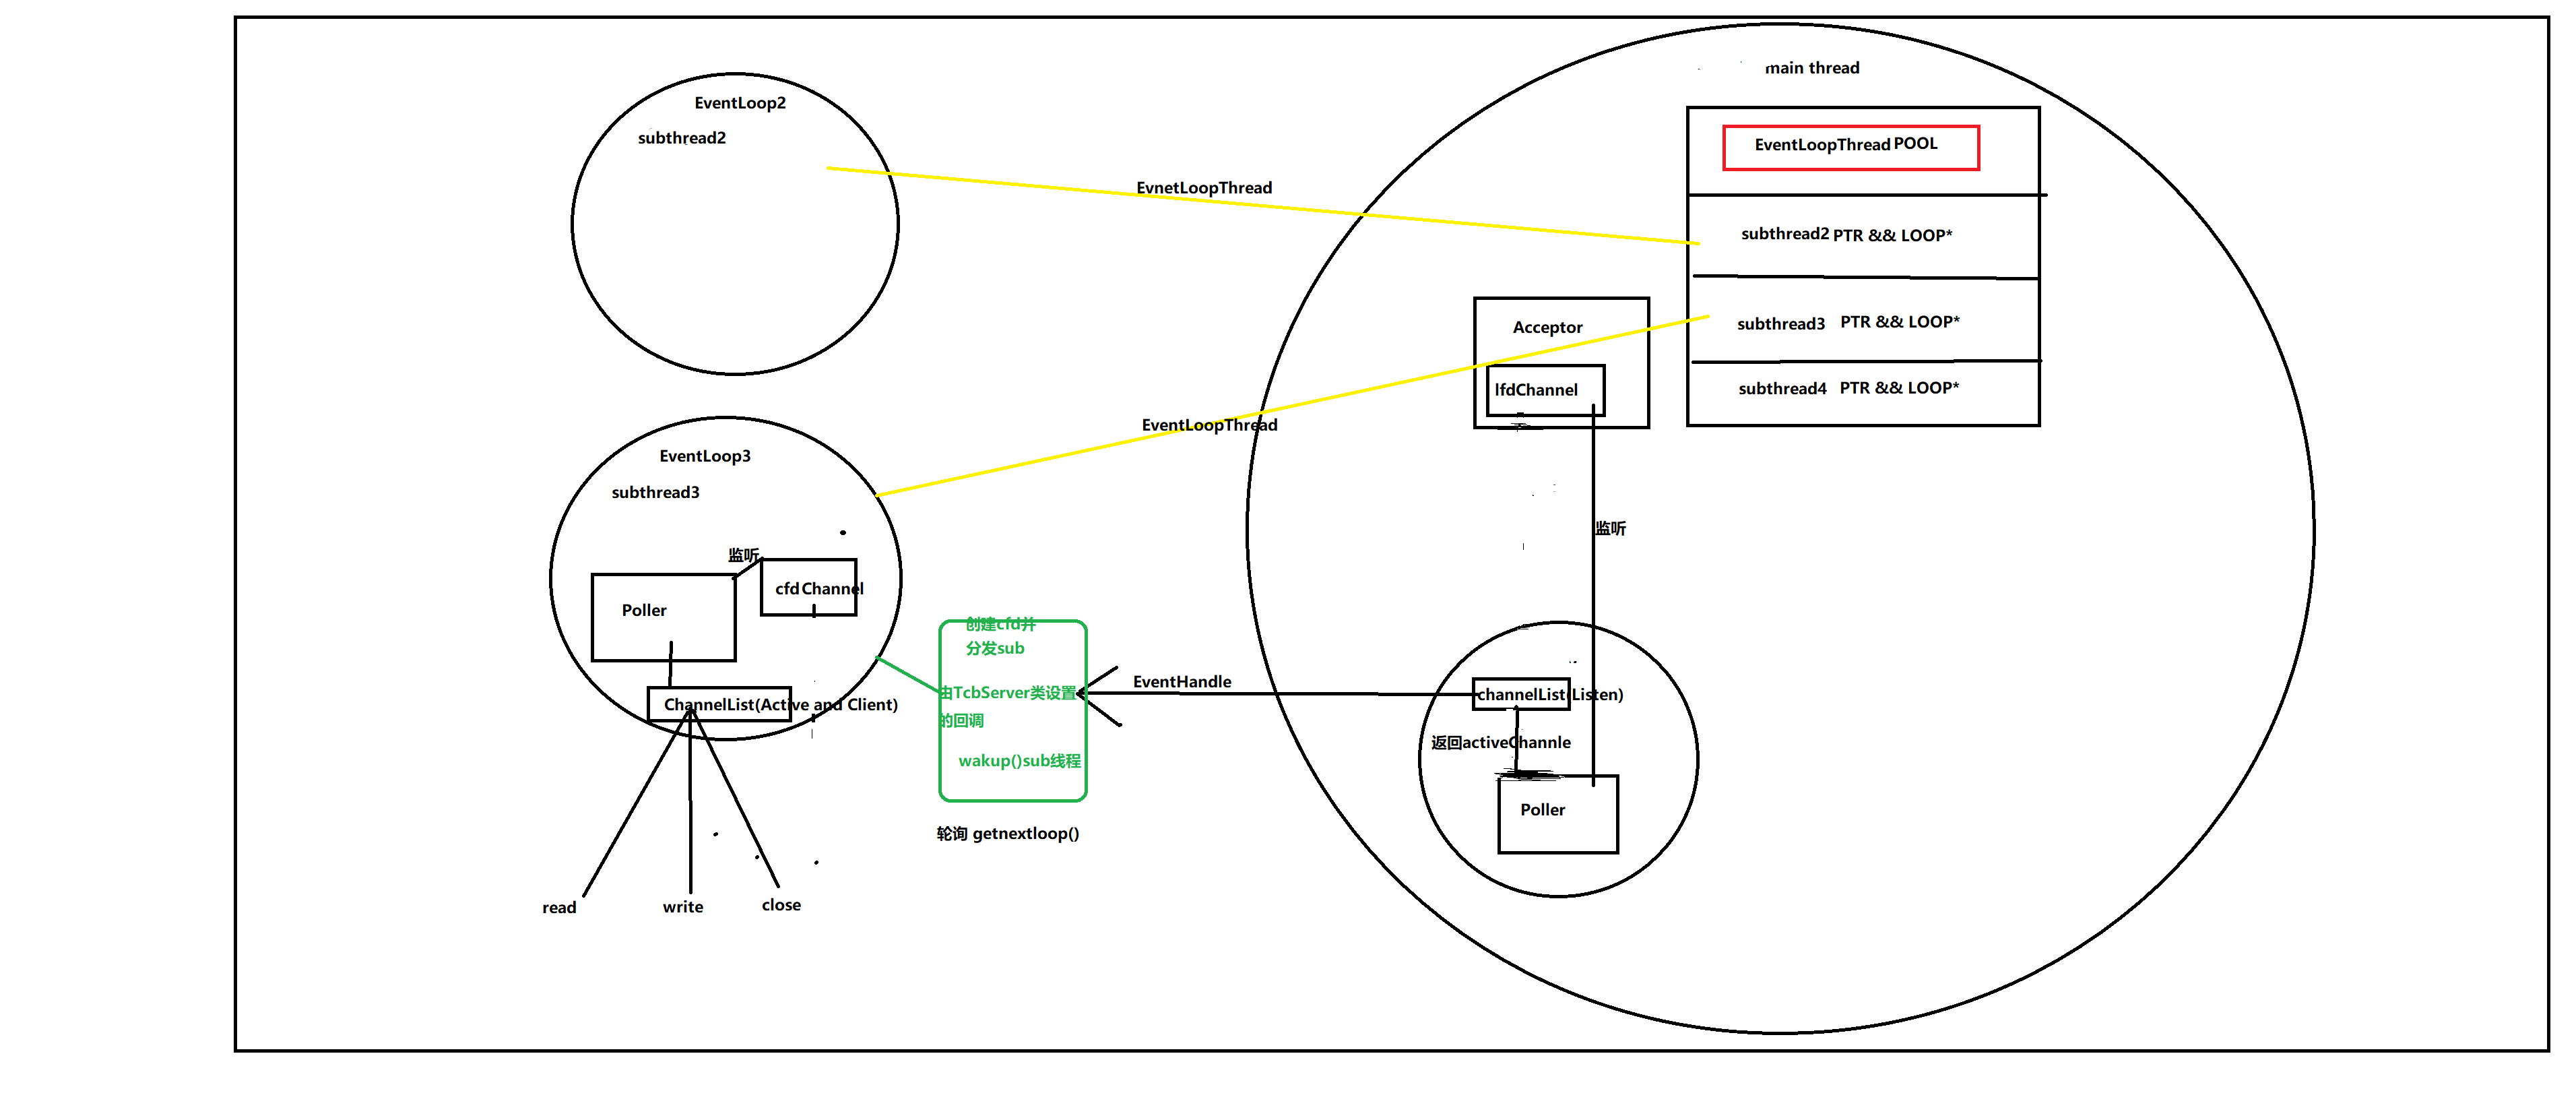 main thread
EventLoop2
subthread2
EventLoopThread POOL
EvnetLoopThread
subthread2 PTR && LOOP*
subthread3 PTR && LOOP*
subthread4 PTR && LOOP*
Acceptor
lfdChannel
EventLoopThread
EventLoop3
subthread3
监听
cfd Channel
Poller
ChannelList(Active and Client)
read
write
close
创建cfd并
分发sub
由TcbServer类设置
的回调
wakup()sub线程
轮询 getnextloop()
EventHandle
监听
channelList(Listen)
返回activeChannle
Poller